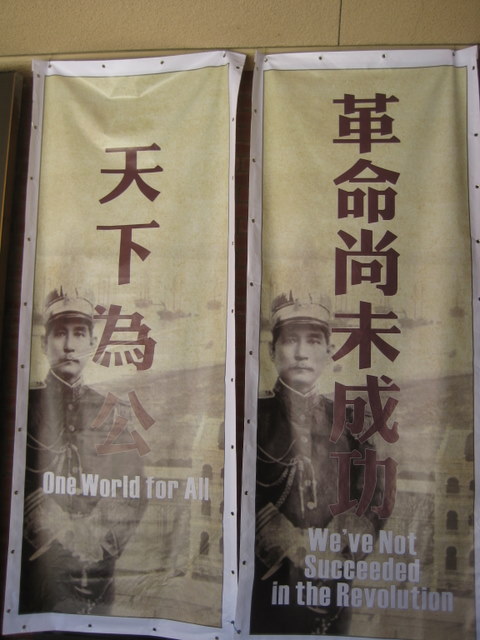 天下為公
One World for All
革命尚未成功
We've Not
Succeeded
in the Revolution